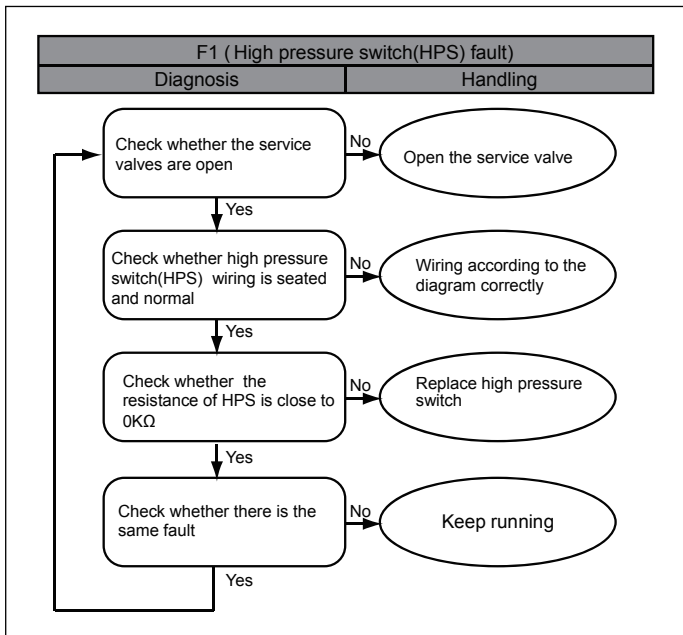 F1 ( High pressure switch(HPS) fault)
Diagnosis
Handling
Check whether the service
valves are open
No
Open the service valve
Yes
Check whether high pressure
switch(HPS) wiring is seated
and normal
No
Wiring according to the
diagram correctly
Yes
Check whether the
resistance of HPS is close to
0KΩ
No
Replace high pressure
switch
Yes
Check whether there is the
same fault
No
Keep running
Yes